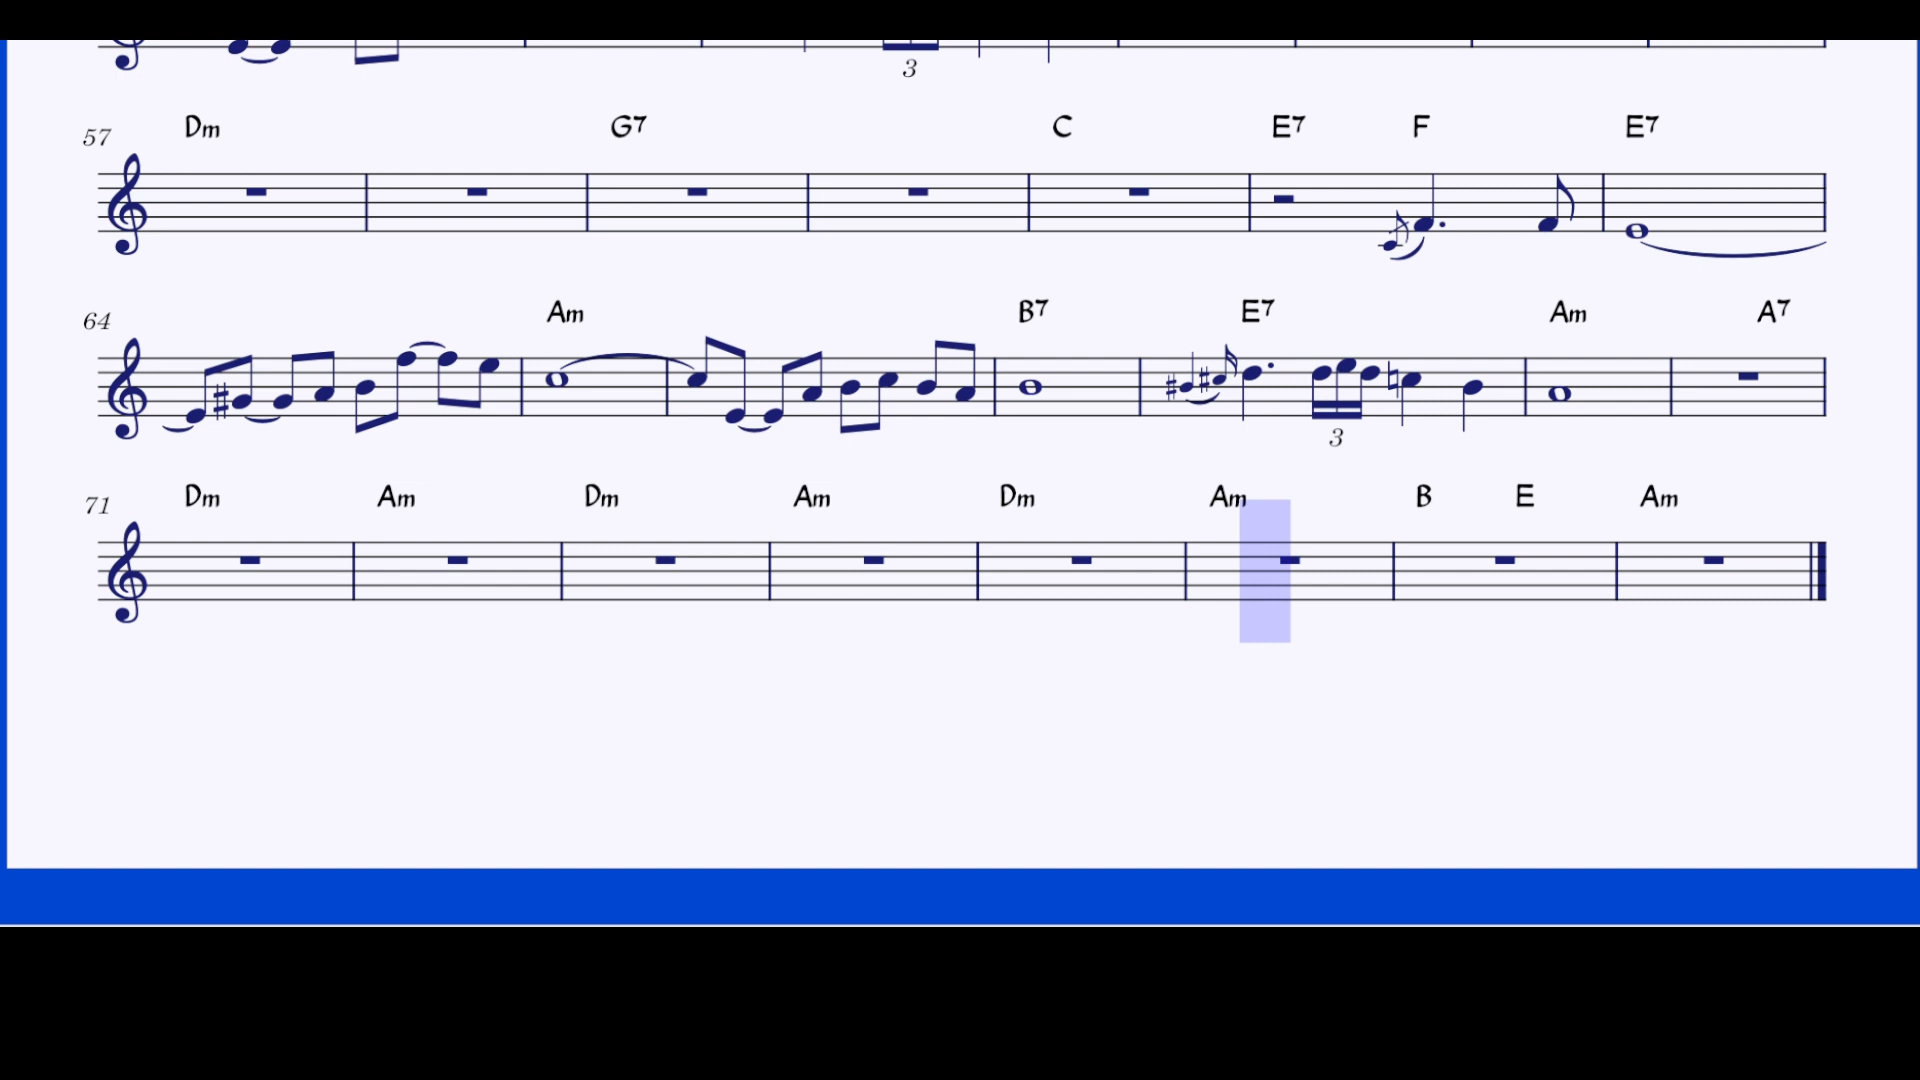 3
57 Dm G7 C E7 F E7
64 Am B7 E7 Am A7
3
71 Dm Am Dm Am Dm Am B E Am